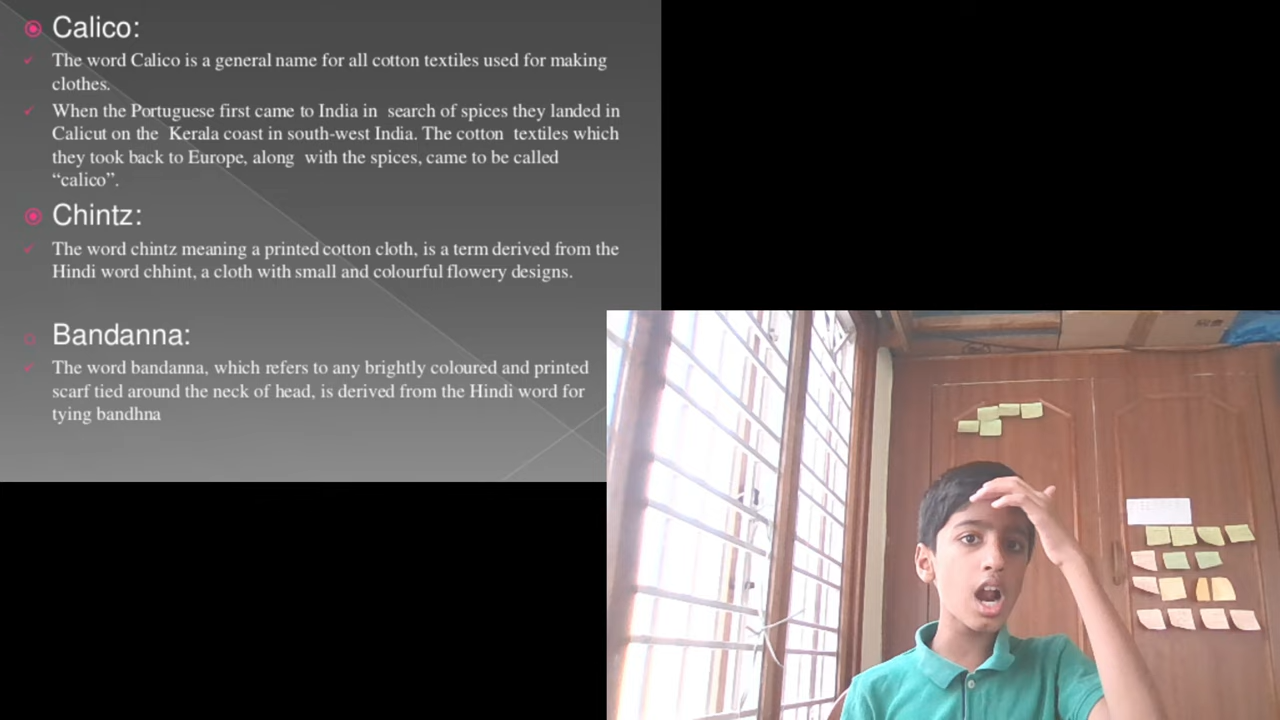 Calico:
The word Calico is a general name for all cotton textiles used for making
clothes.
When the Portuguese first came to India in search of spices they landed in
Calicut on the Kerala coast in south-west India. The cotton textiles which
they took back to Europe, along with the spices, came to be called
“calico”.
Chintz:
The word chintz meaning a printed cotton cloth, is a term derived from the
Hindi word chhint, a cloth with small and colourful flowery designs.
Bandanna:
The word bandanna, which refers to any brightly coloured and printed
scarf tied around the neck of head, is derived from the Hindi word for
tying bandhna